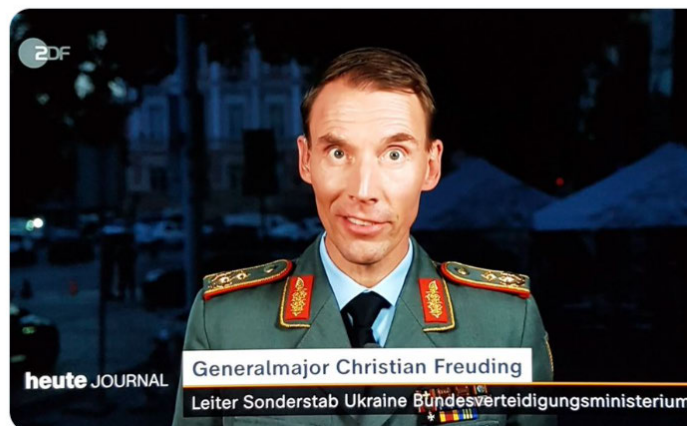 ZDF
Generalmajor Christian Freuding
heute JOURNAL
Leiter Sonderstab Ukraine Bundesverteidigungsministerium